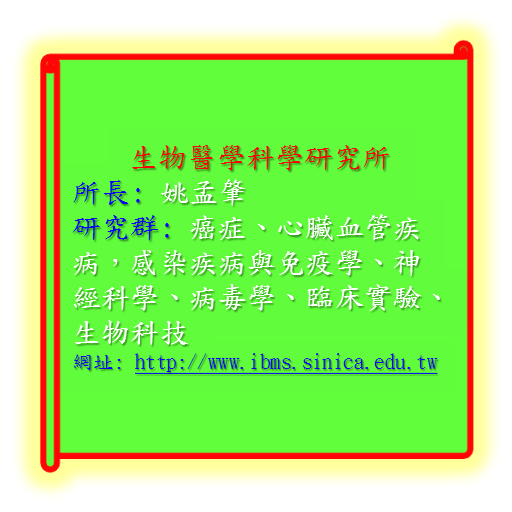 生物醫學科學研究所
所長: 姚孟肇
研究群: 癌症、心臟血管疾
病，感染疾病與免疫學、神
經科學、病毒學、臨床實驗、
生物科技
網址: http://www.ibms.sinica.edu.tw